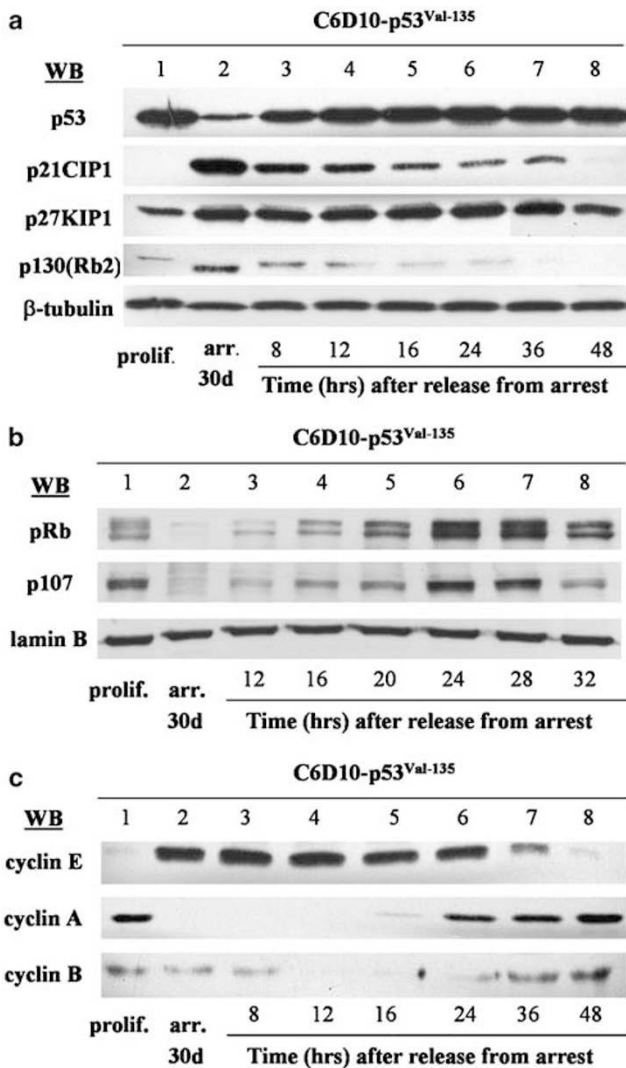 a
C6D10-p53Val-135
WB 1 2 3 4 5 6 7 8
p53
p21CIP1
p27KIP1
p130(Rb2)
β-tubulin
prolif. arr. 30d 8 12 16 24 36 48
Time (hrs) after release from arrest
b
C6D10-p53Val-135
WB 1 2 3 4 5 6 7 8
pRb
p107
lamin B
prolif. arr. 30d 12 16 20 24 28 32
Time (hrs) after release from arrest
c
C6D10-p53Val-135
WB 1 2 3 4 5 6 7 8
cyclin E
cyclin A
cyclin B
prolif. arr. 30d 8 12 16 24 36 48
Time (hrs) after release from arrest